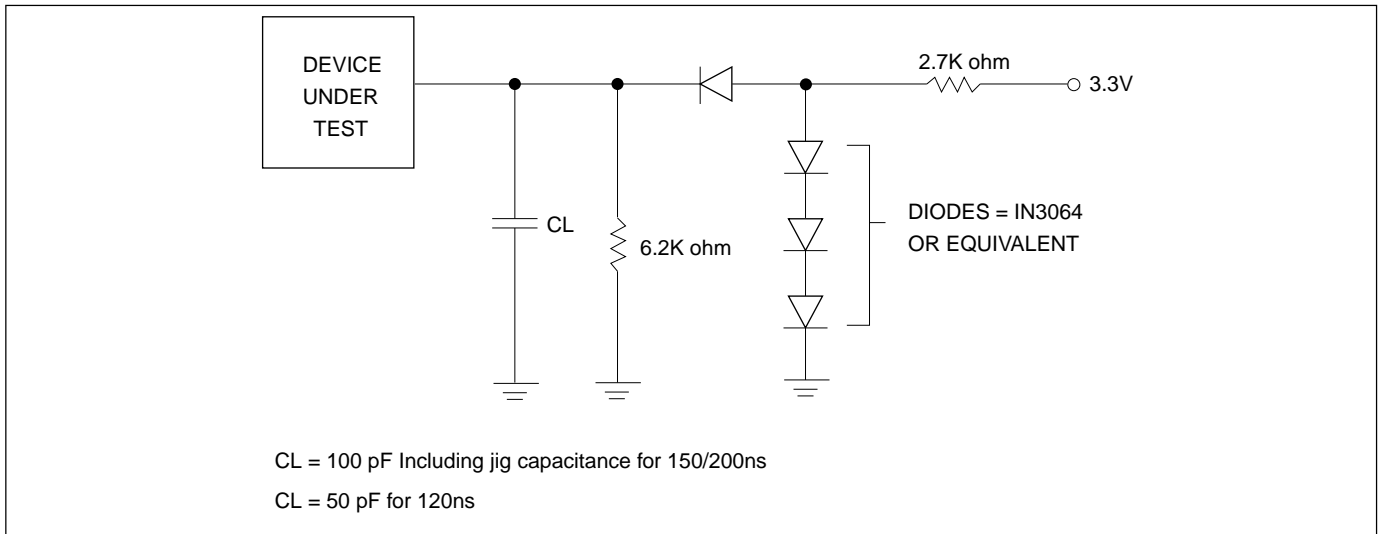 DEVICE
UNDER
TEST
2.7K ohm
3.3V
CL
6.2K ohm
DIODES = IN3064
OR EQUIVALENT
CL = 100 pF Including jig capacitance for 150/200ns
CL = 50 pF for 120ns